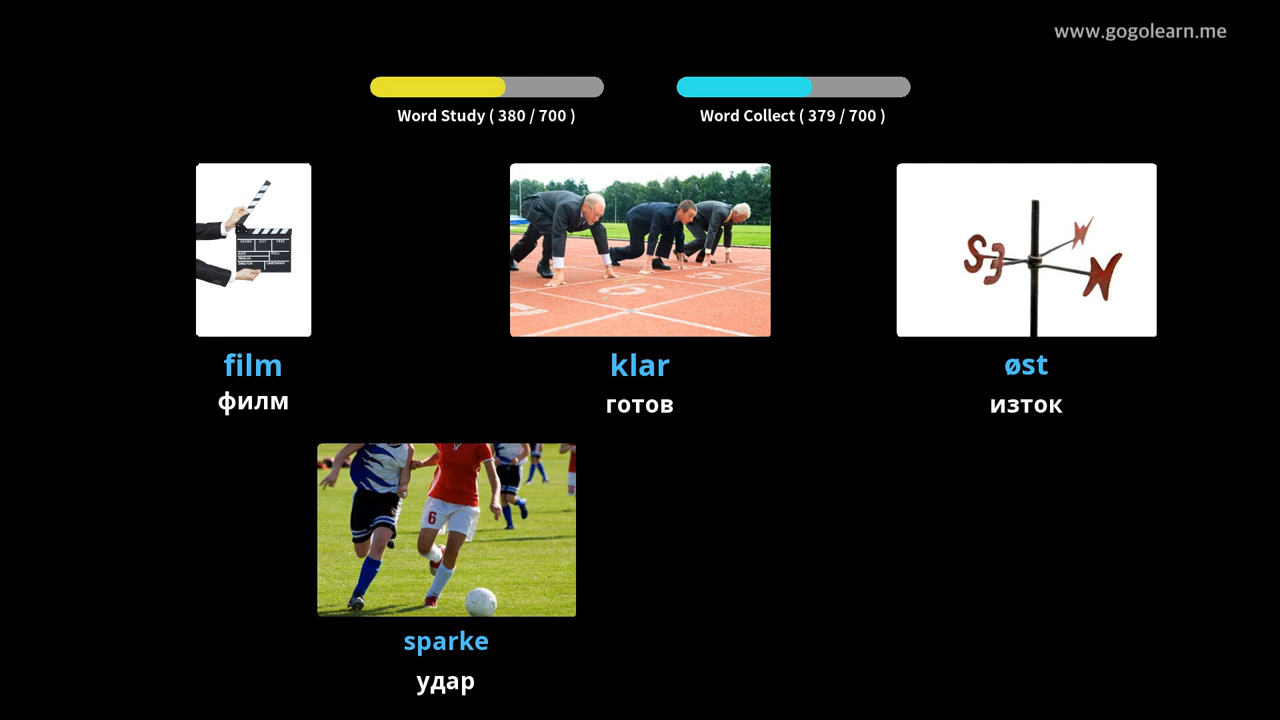 www.gogolearn.me
Word Study ( 380 / 700 )
Word Collect ( 379 / 700 )
film
филм
klar
готов
øst
изток
sparke
удар
6
S
E
N
W